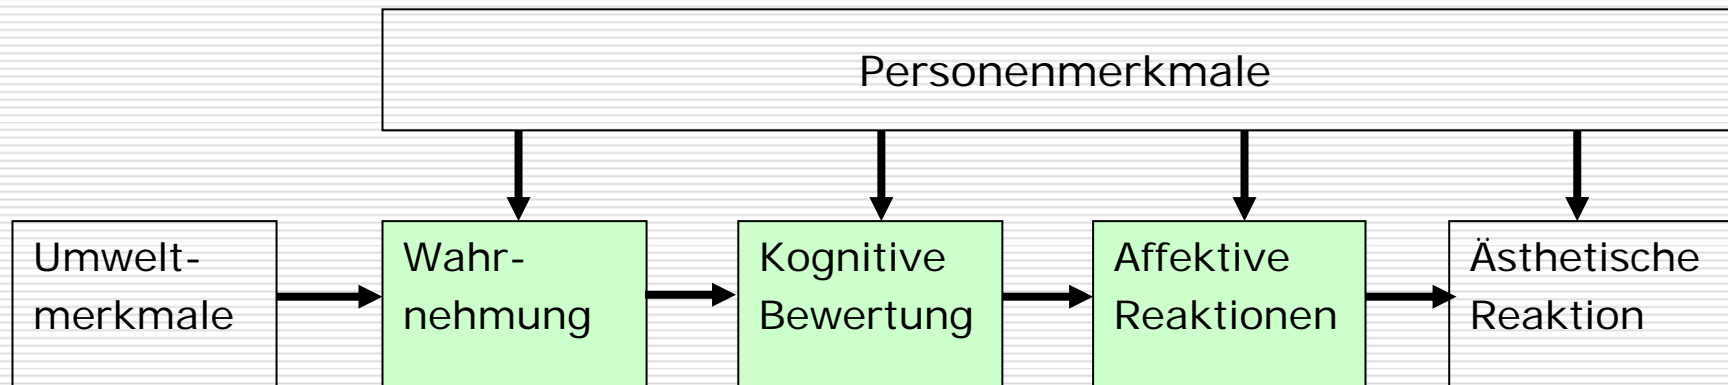 Personenmerkmale
Umwelt-
merkmale
Wahr-
nehmung
Kognitive
Bewertung
Affektive
Reaktionen
Ästhetische
Reaktion